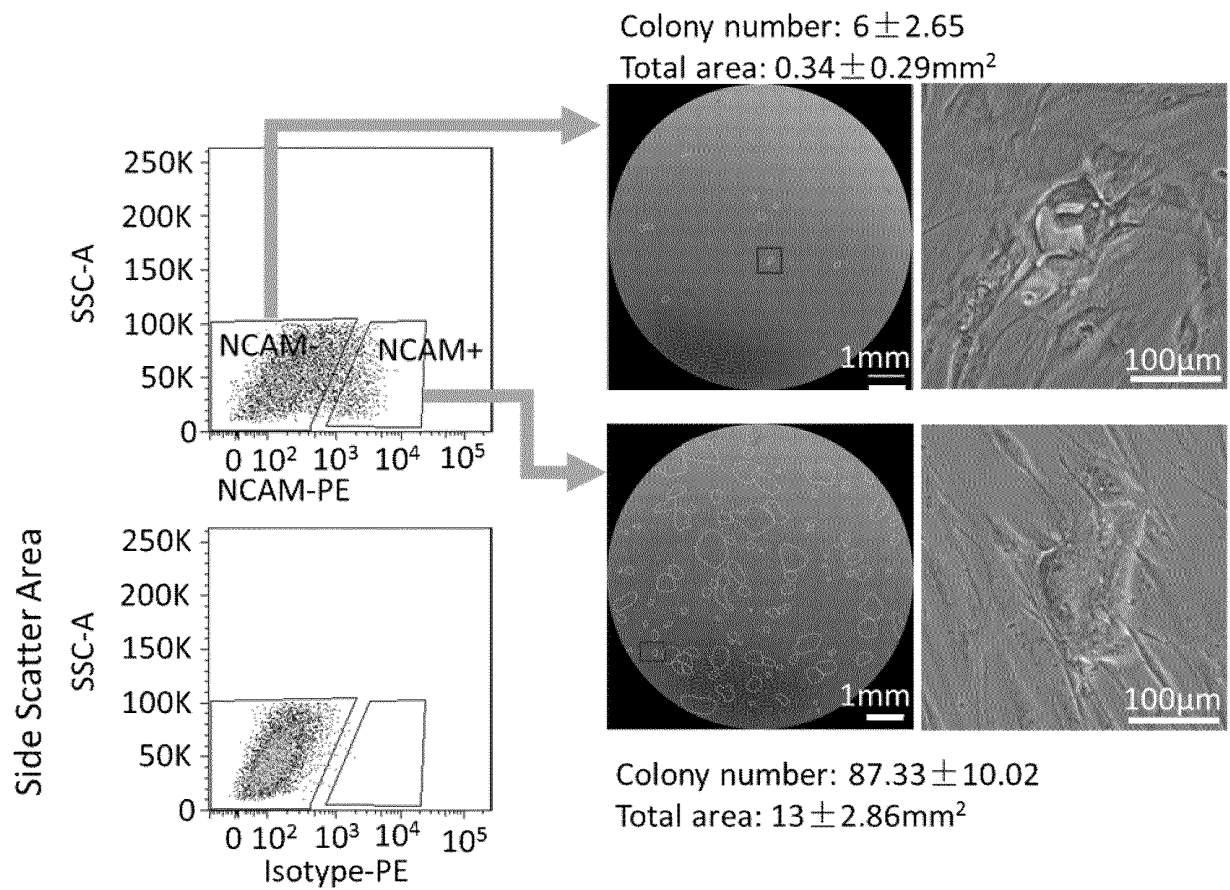 Colony number: 6±2.65
Total area: 0.34±0.29mm²
250K
200K
150K
100K
50K
0
SSC-A
NCAM-
NCAM+
0 10² 10³ 10⁴ 10⁵
NCAM-PE
1mm
100μm
Side Scatter Area
250K
200K
150K
100K
50K
0
SSC-A
0 10² 10³ 10⁴ 10⁵
Isotype-PE
1mm
100μm
Colony number: 87.33±10.02
Total area: 13±2.86mm²